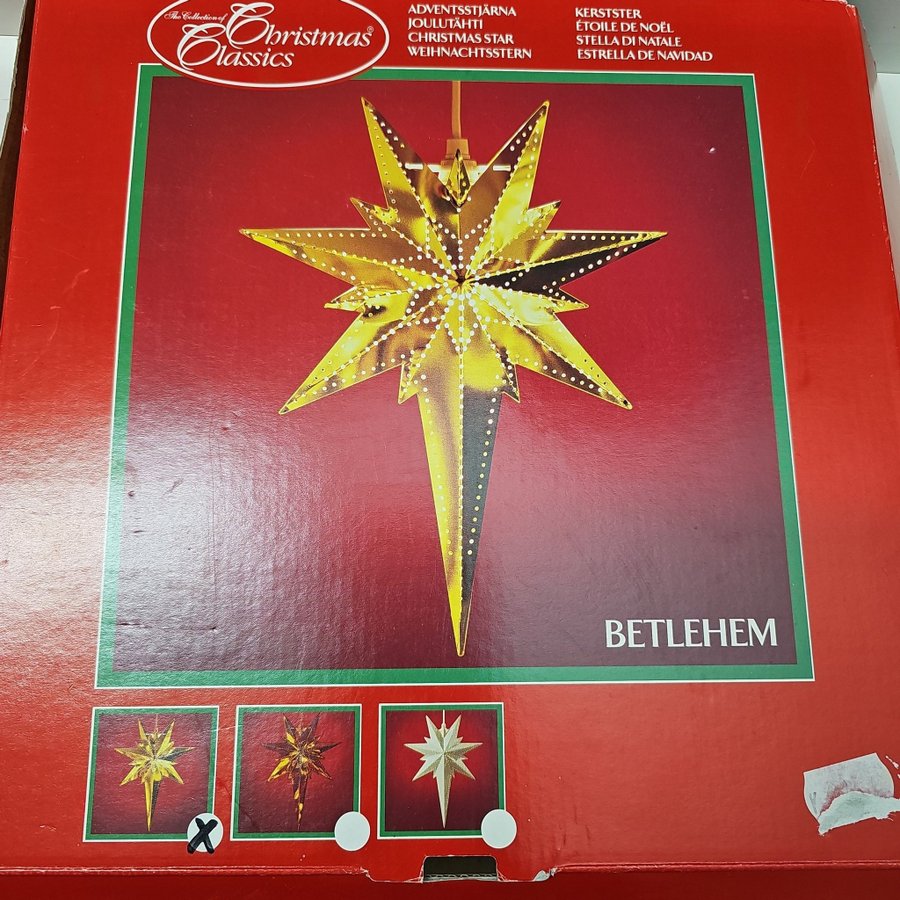 The Collection of
Christmas®
Classics
ADVENTSSTJÄRNA
JOULUTÄHTI
CHRISTMAS STAR
WEIHNACHTSSTERN
KERSTSTER
ÉTOILE DE NOËL
STELLA DI NATALE
ESTRELLA DE NAVIDAD
BETLEHEM
X